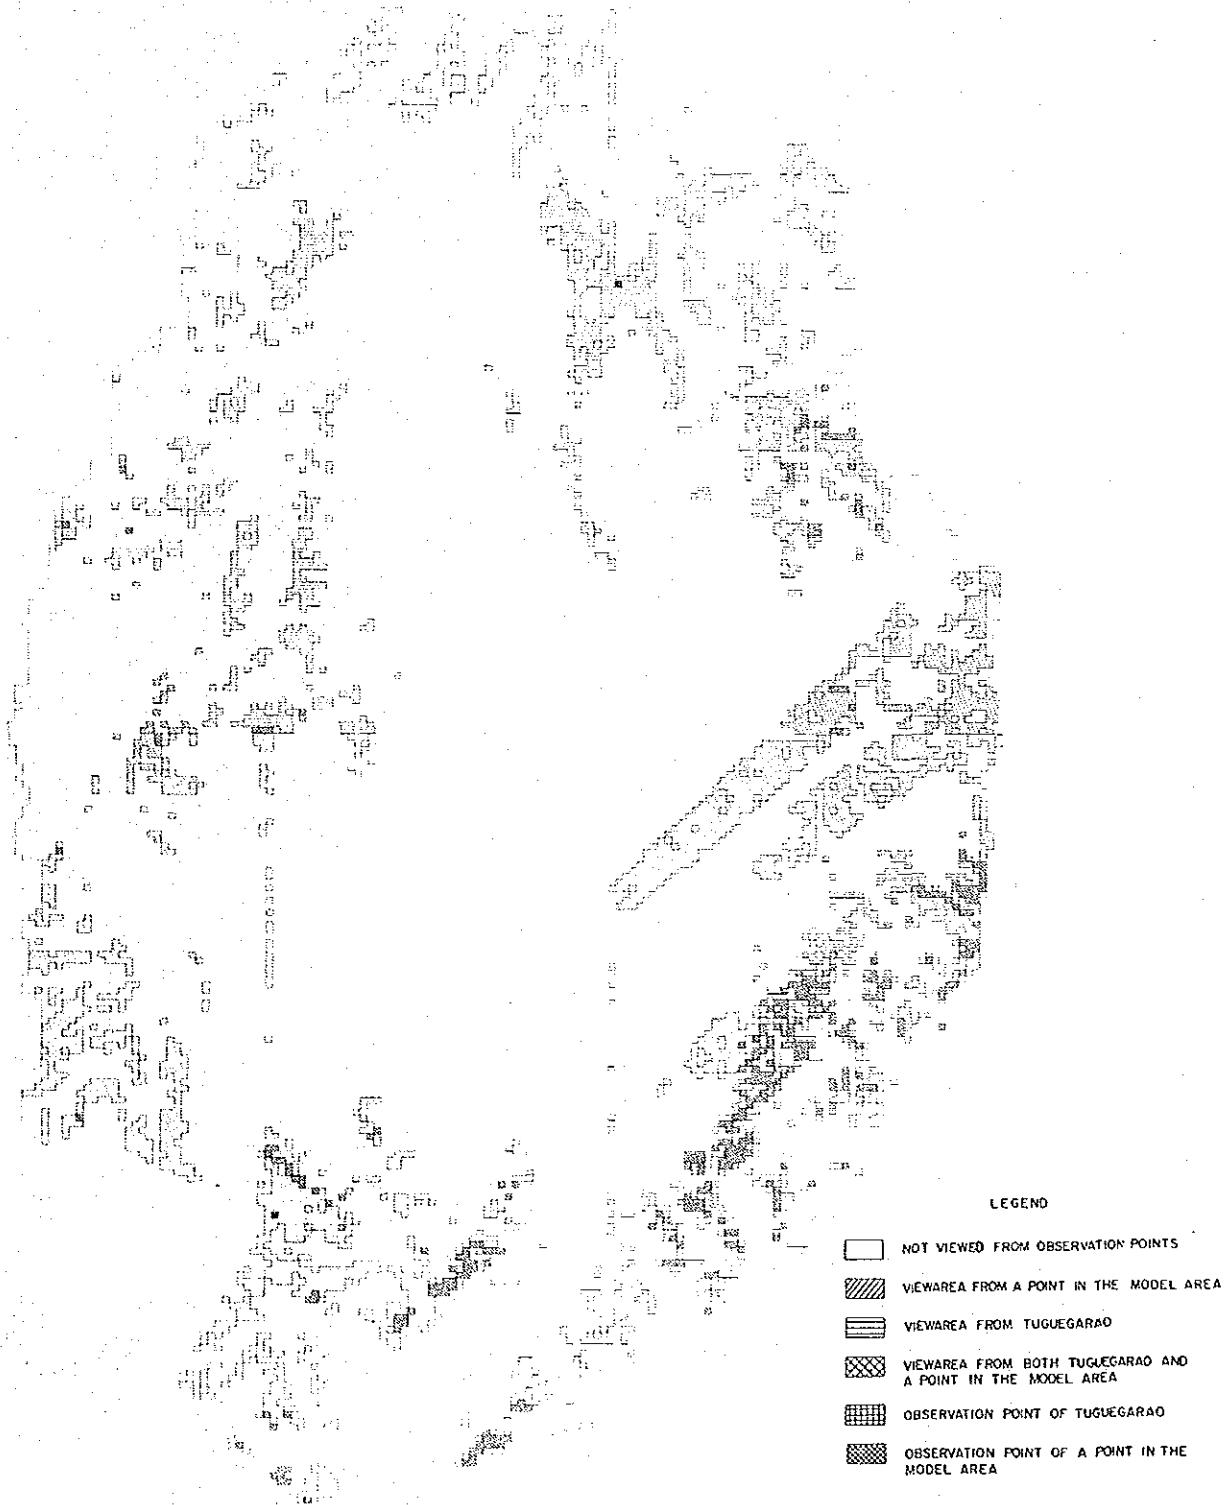 LEGEND
NOT VIEWED FROM OBSERVATION POINTS
VIEWAREA FROM A POINT IN THE MODEL AREA
VIEWAREA FROM TUGUEGARAO
VIEWAREA FROM BOTH TUGUEGARAO AND
A POINT IN THE MODEL AREA
OBSERVATION POINT OF TUGUEGARAO
OBSERVATION POINT OF A POINT IN THE
MODEL AREA